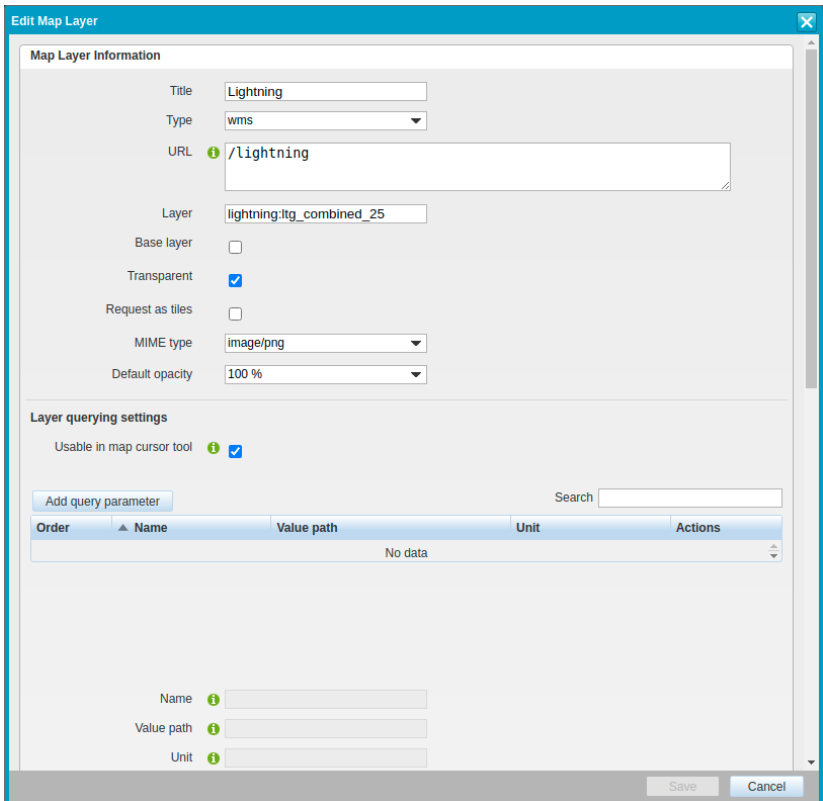 Edit Map Layer
Map Layer Information
Title Lightning
Type wms
URL /lightning
Layer lightning:ltg_combined_25
Base layer
Transparent
Request as tiles
MIME type image/png
Default opacity 100 %
Layer querying settings
Usable in map cursor tool
Add query parameter Search
Order Name Value path Unit Actions
No data
Name
Value path
Unit
Save Cancel